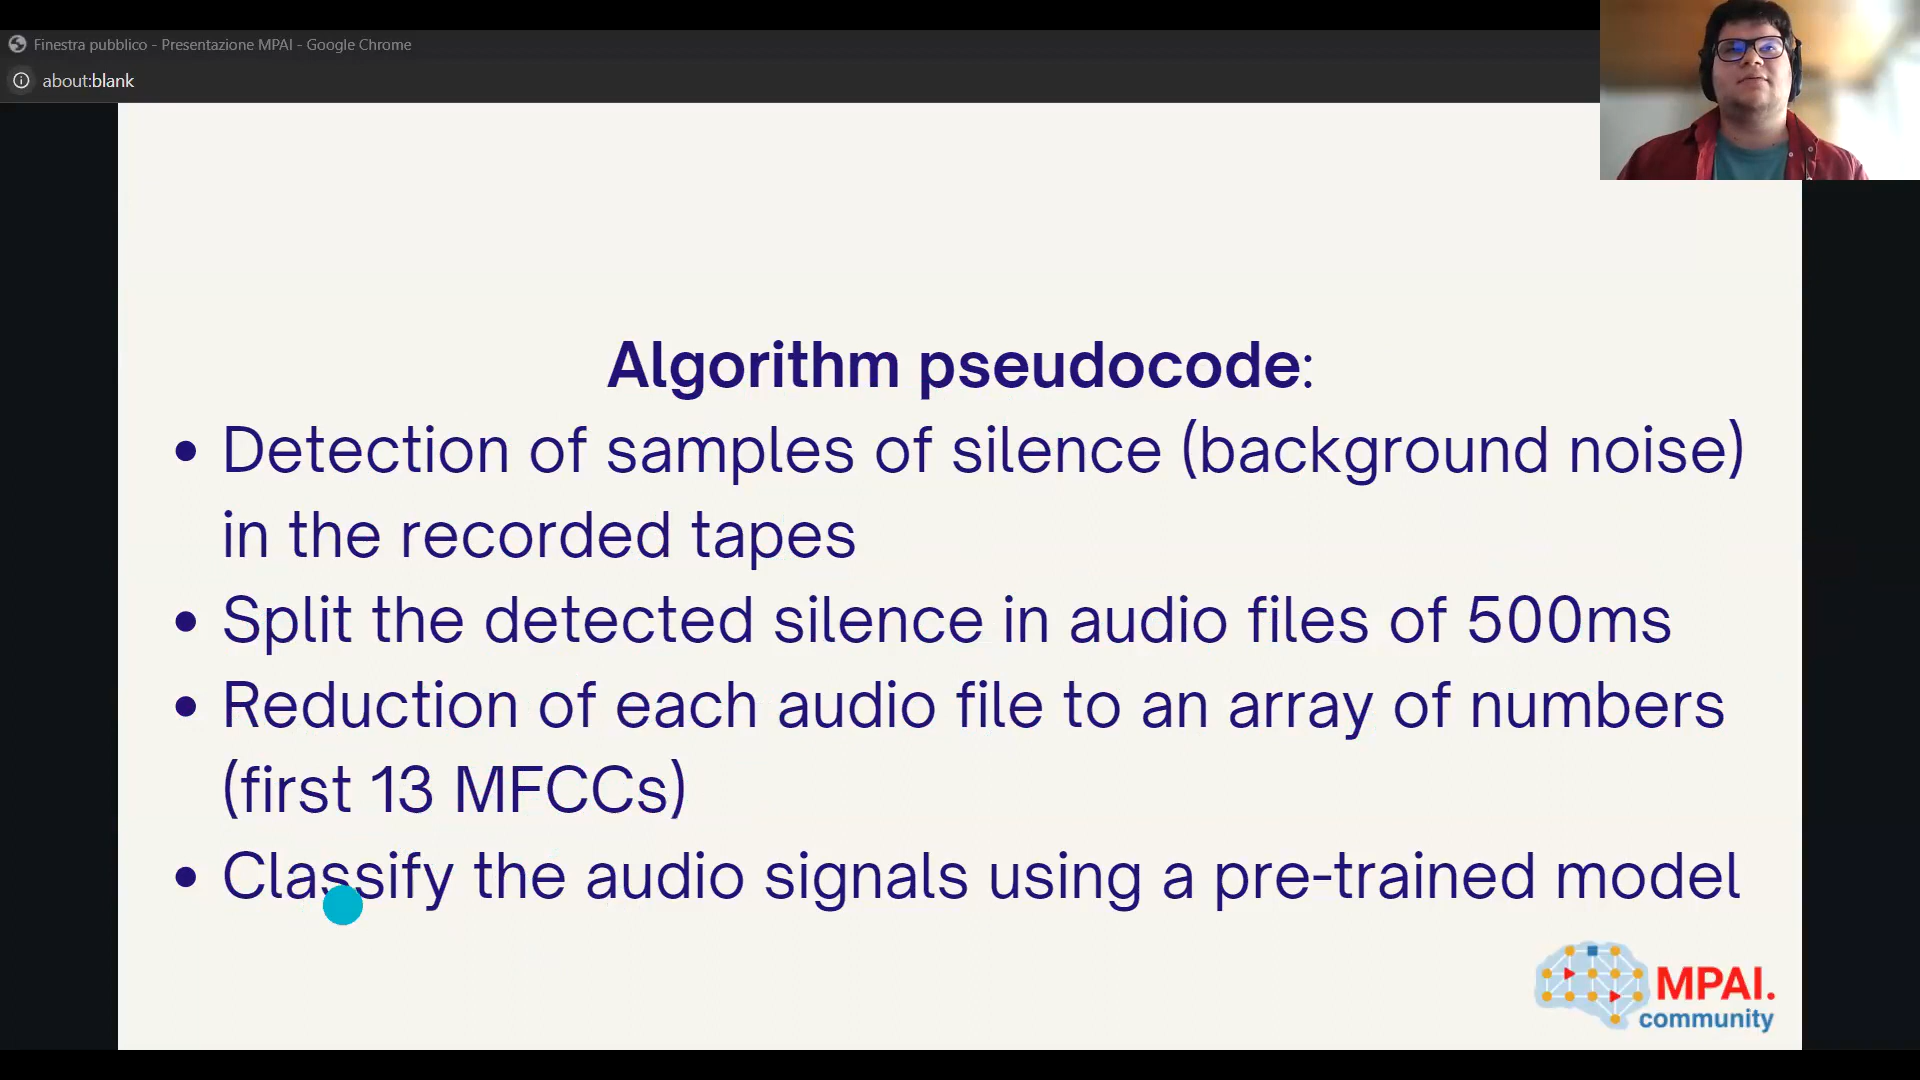 Finestra pubblico - Presentazione MPAI - Google Chrome
about:blank
Algorithm pseudocode:
• Detection of samples of silence (background noise)
in the recorded tapes
• Split the detected silence in audio files of 500ms
• Reduction of each audio file to an array of numbers
(first 13 MFCCs)
• Classify the audio signals using a pre-trained model
MPAI.
community